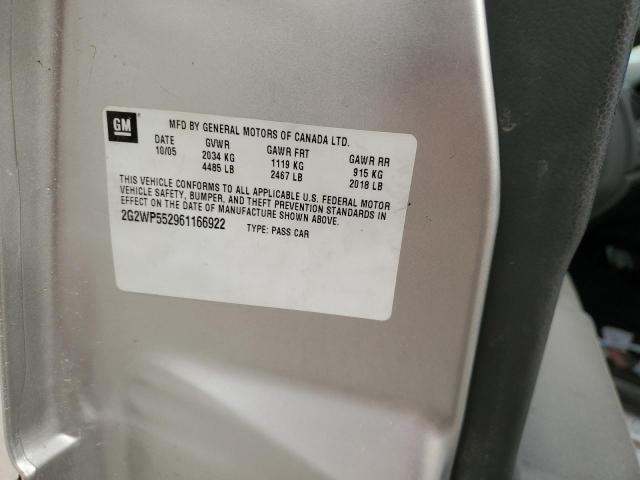 GM
MFD BY GENERAL MOTORS OF CANADA LTD.
DATE GVWR GAWR FRT GAWR RR
10/05 2034 KG 1119 KG 915 KG
4485 LB 2467 LB 2018 LB
THIS VEHICLE CONFORMS TO ALL APPLICABLE U.S. FEDERAL MOTOR
VEHICLE SAFETY, BUMPER, AND THEFT PREVENTION STANDARDS IN
EFFECT ON THE DATE OF MANUFACTURE SHOWN ABOVE.
2G2WP552961166922 TYPE: PASS CAR